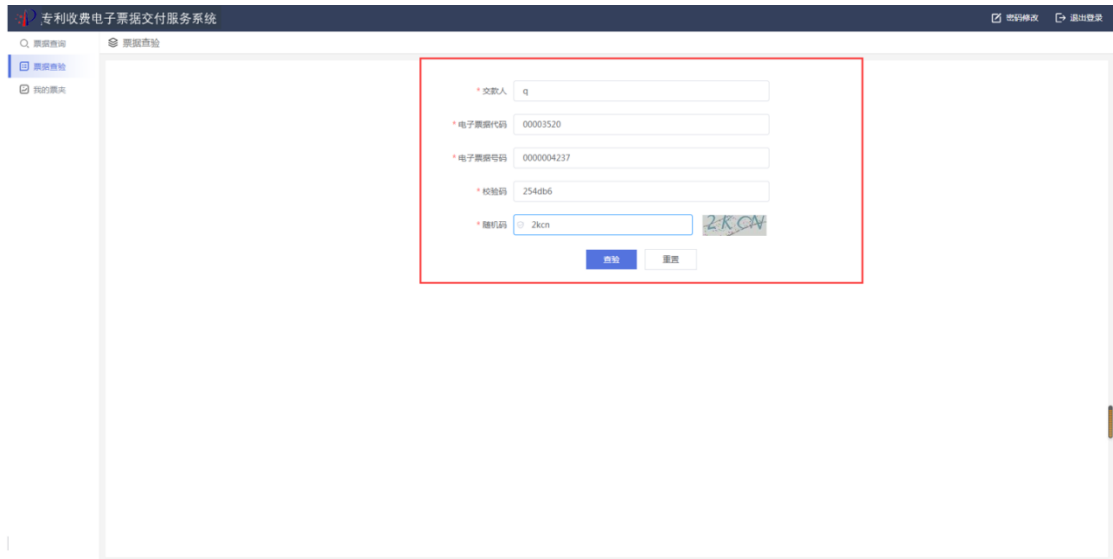 专利收费电子票据交付服务系统
密码修改 退出登录
票据查询
票据查验
我的票夹
票据查验
* 交款人 q
* 电子票据代码 00003520
* 电子票据号码 0000004237
* 校验码 254db6
* 随机码 2kcn 2KCN
查验 重置